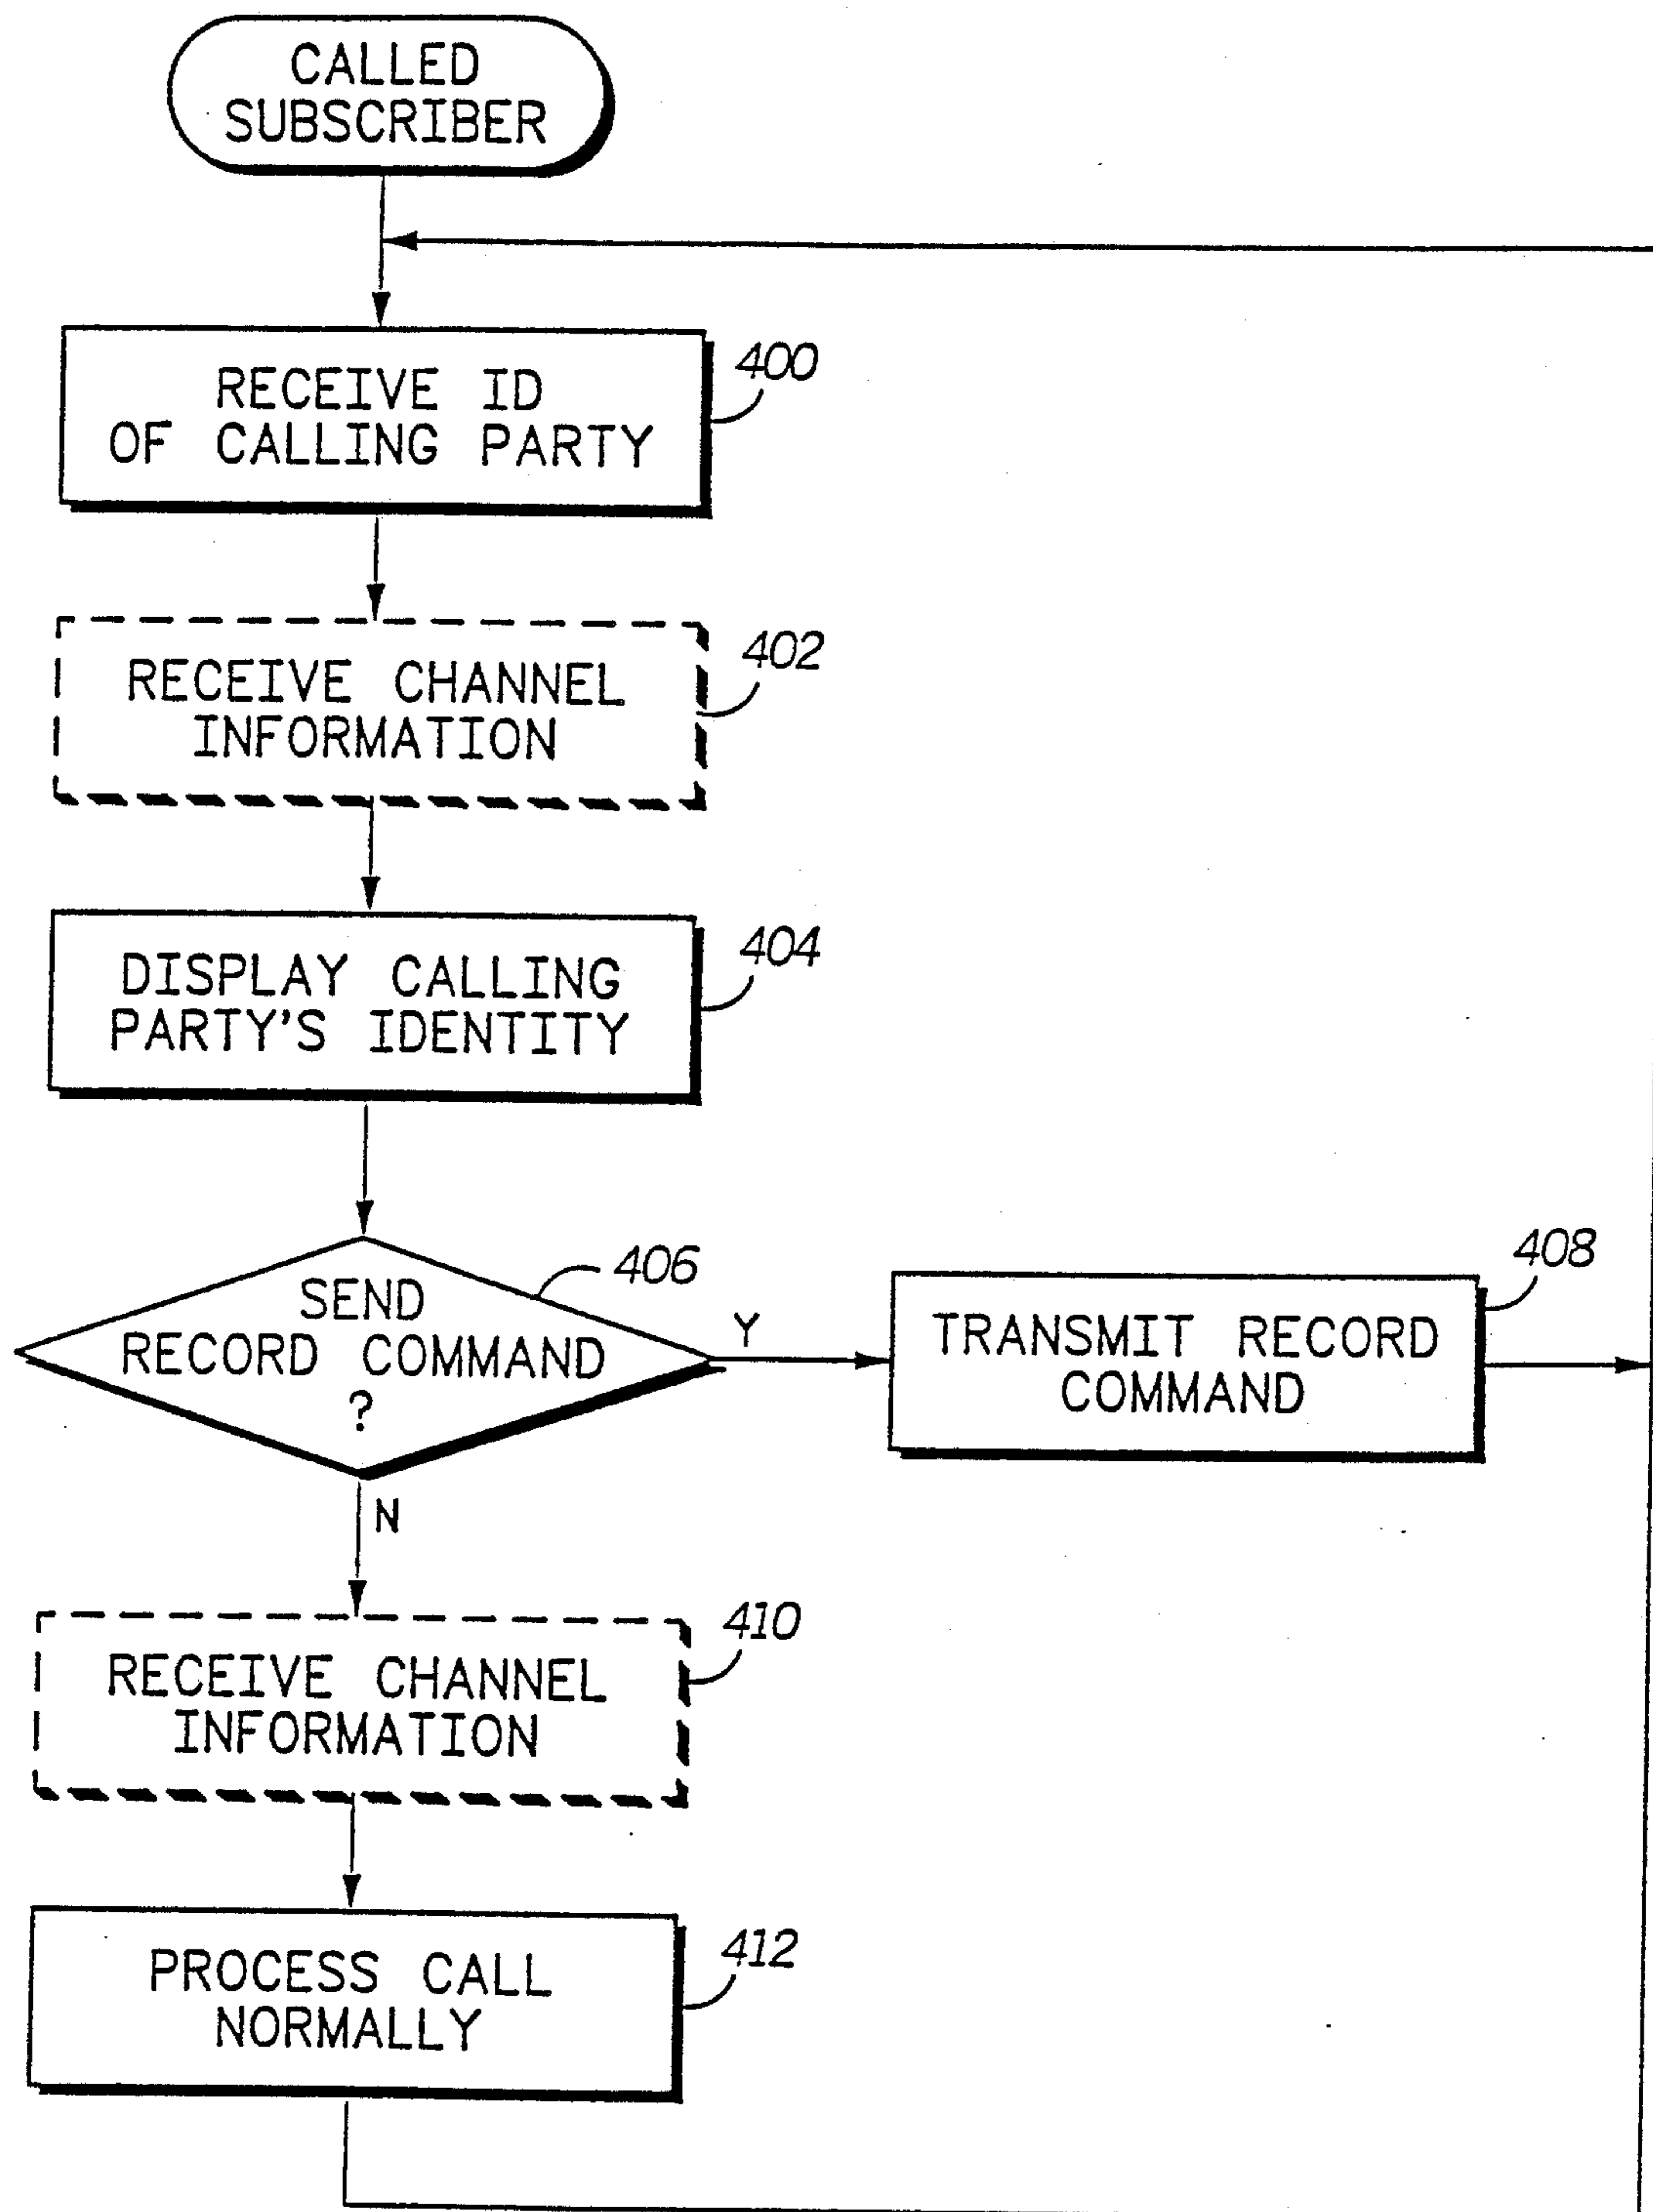 CALLED
SUBSCRIBER
RECEIVE ID
OF CALLING PARTY
400
RECEIVE CHANNEL
INFORMATION
402
DISPLAY CALLING
PARTY'S IDENTITY
404
SEND
RECORD COMMAND
?
406
Y
TRANSMIT RECORD
COMMAND
408
N
RECEIVE CHANNEL
INFORMATION
410
PROCESS CALL
NORMALLY
412